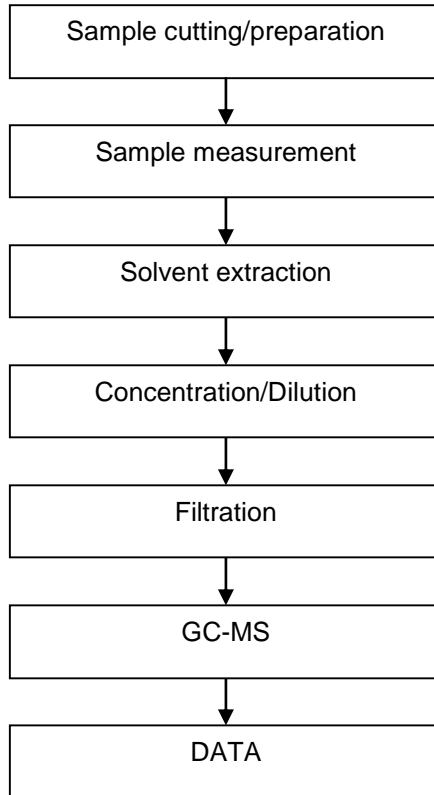 Sample cutting/preparation
Sample measurement
Solvent extraction
Concentration/Dilution
Filtration
GC-MS
DATA